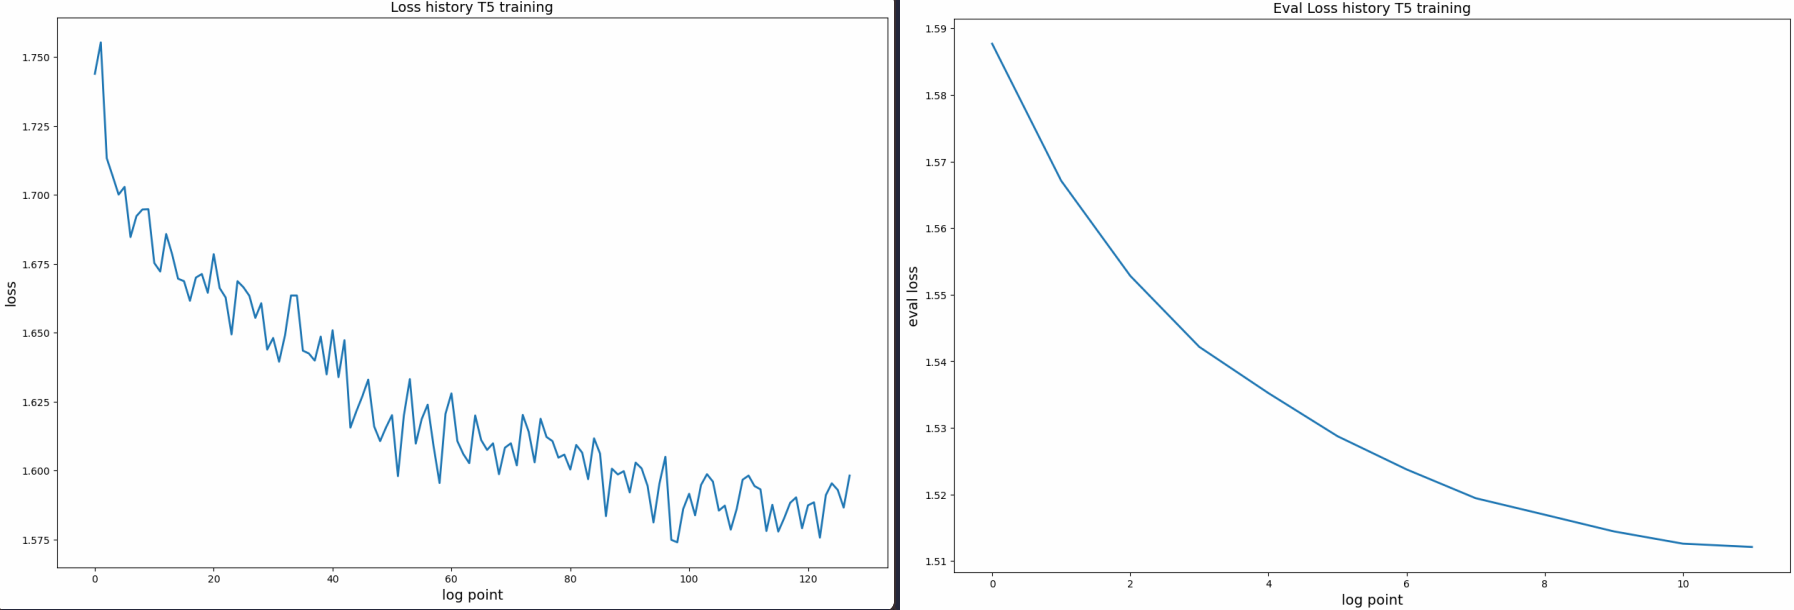 Loss history T5 training
1.750
1.725
1.700
1.675
1.650
1.625
1.600
1.575
loss
0 20 40 60 80 100 120
log point
Eval Loss history T5 training
1.59
1.58
1.57
1.56
1.55
1.54
1.53
1.52
1.51
eval loss
0 2 4 6 8 10
log point